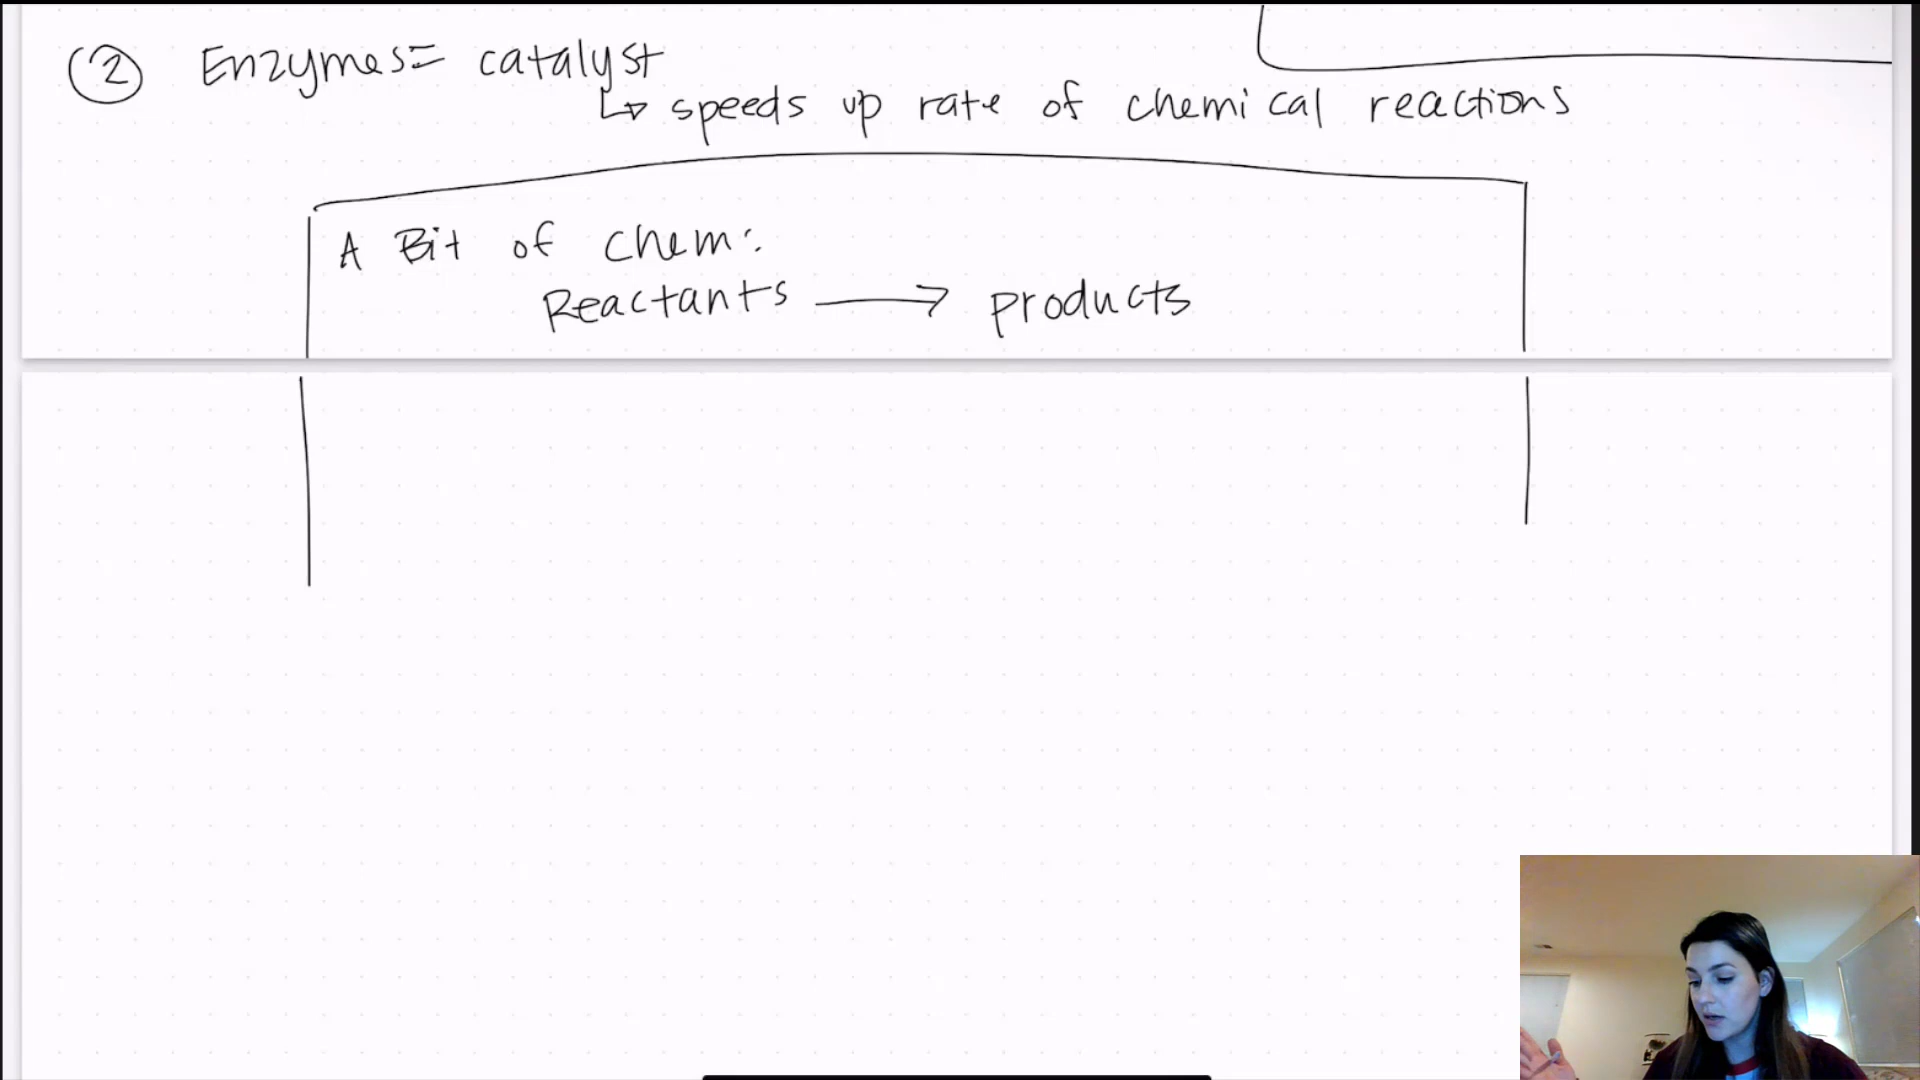 ② Enzymes= catalyst
↳ speeds up rate of chemical reactions
A Bit of chem:
Reactants → products